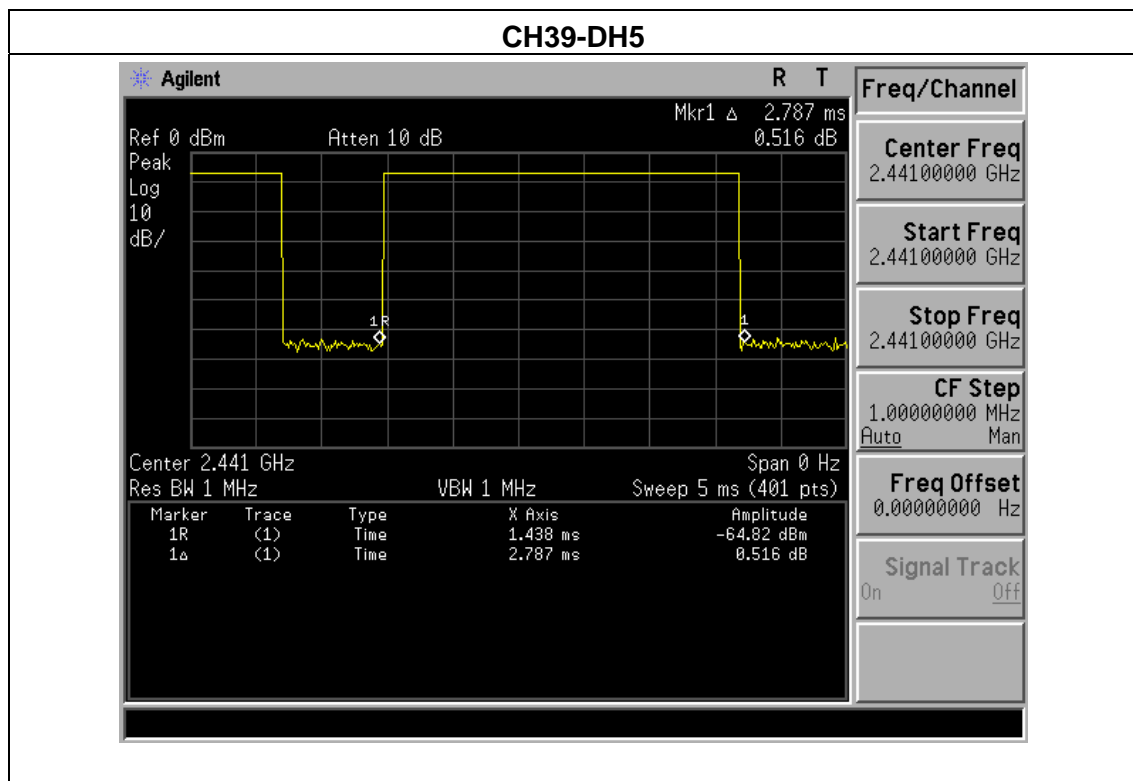 CH39-DH5
Agilent R T
Mkr1 Δ 2.787 ms
Ref 0 dBm Atten 10 dB 0.516 dB
Peak
Log
10
dB/
1R
1
Center 2.441 GHz Span 0 Hz
Res BW 1 MHz VBW 1 MHz Sweep 5 ms (401 pts)
Marker Trace Type X Axis Amplitude
1R (1) Time 1.438 ms -64.82 dBm
1Δ (1) Time 2.787 ms 0.516 dB
Freq/Channel
Center Freq
2.44100000 GHz
Start Freq
2.44100000 GHz
Stop Freq
2.44100000 GHz
CF Step
1.00000000 MHz
Auto Man
Freq Offset
0.00000000 Hz
Signal Track
On Off